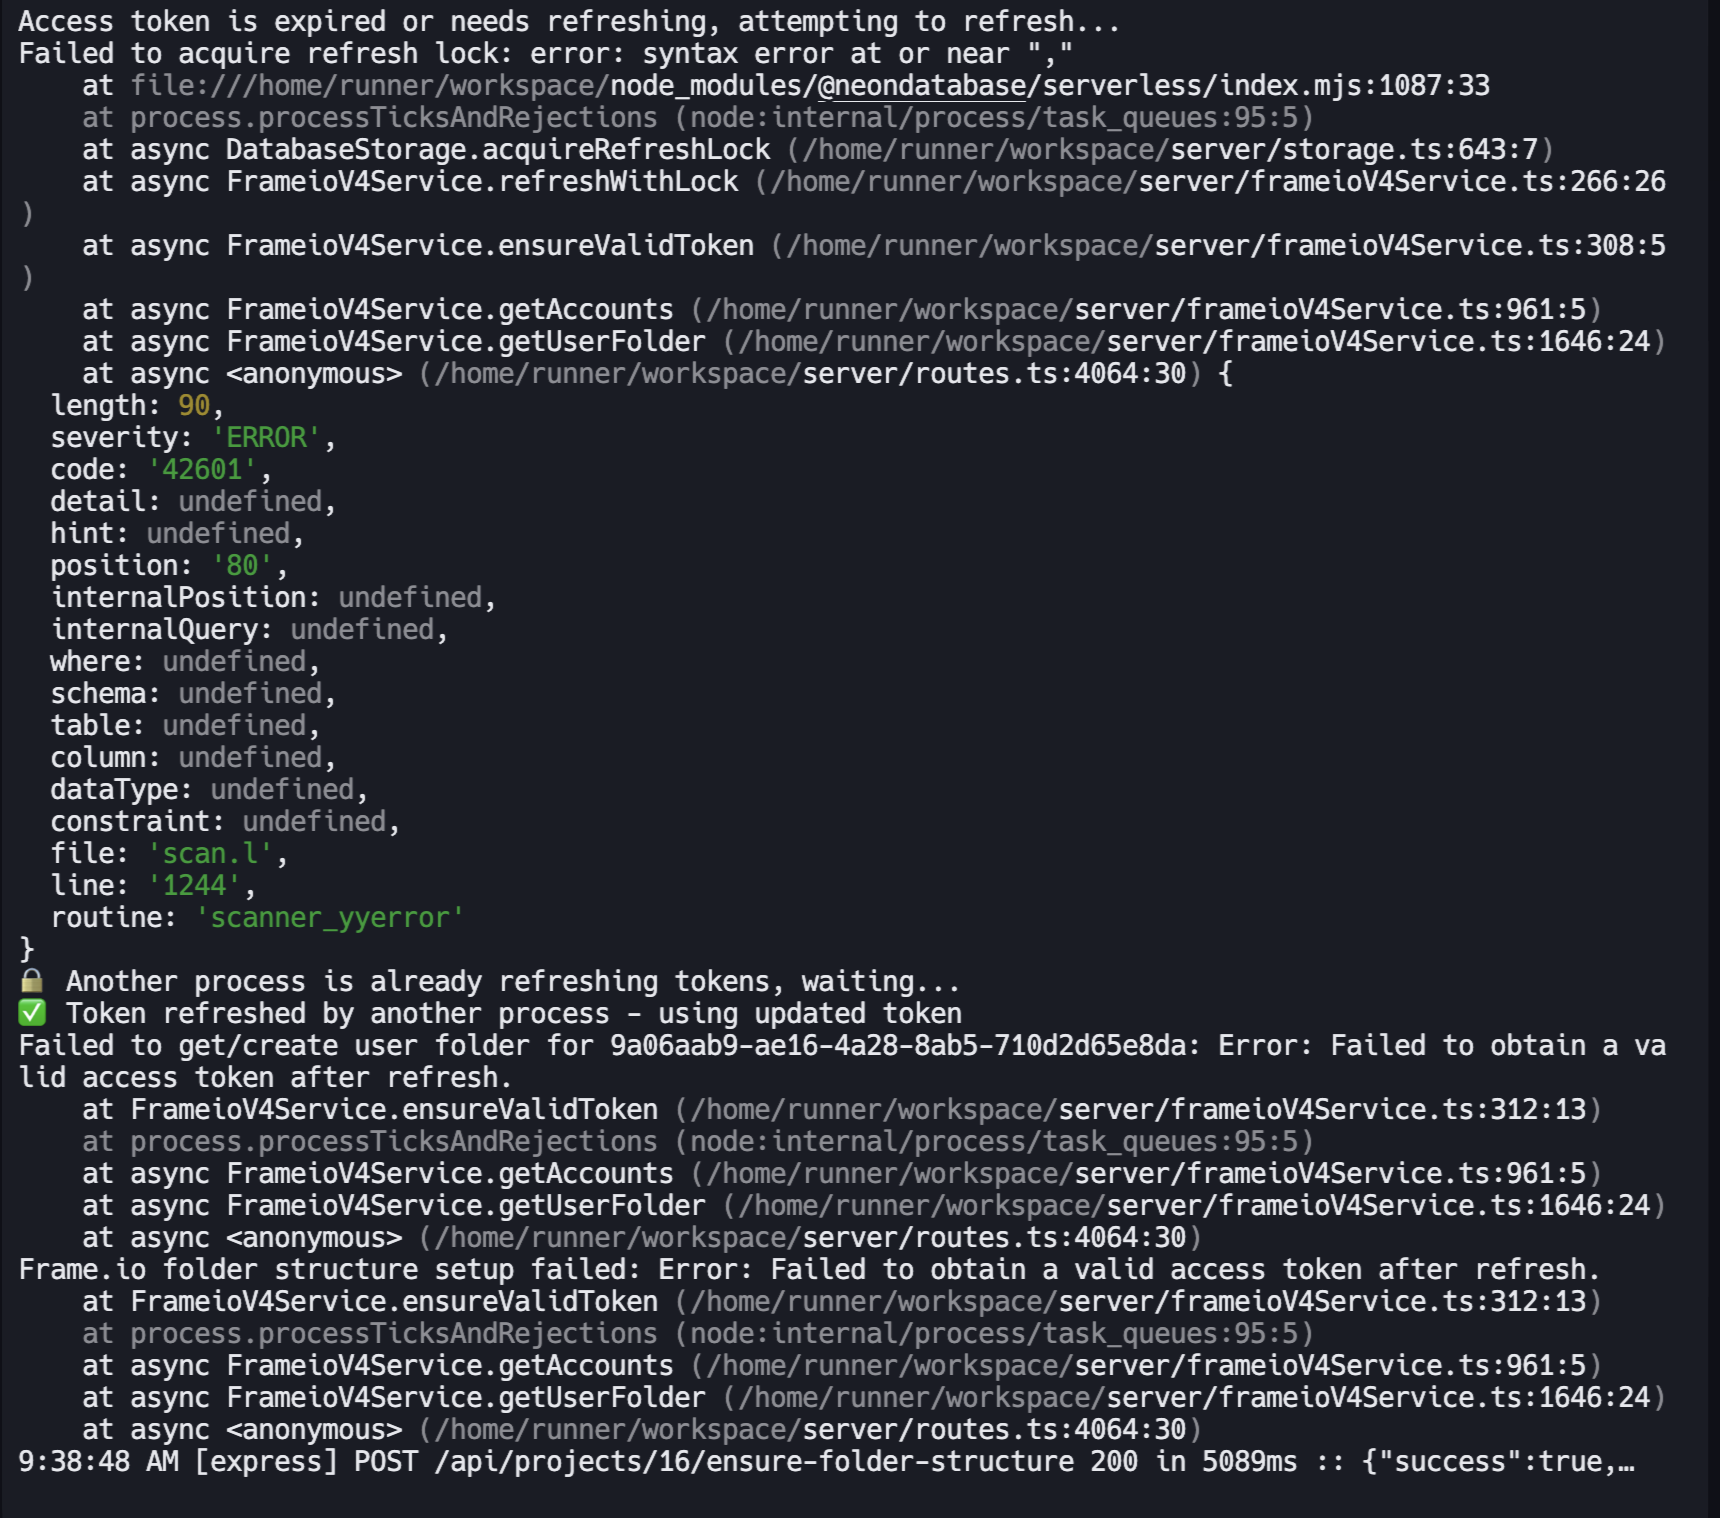 Access token is expired or needs refreshing, attempting to refresh...
Failed to acquire refresh lock: error: syntax error at or near ","
    at file:///home/runner/workspace/node_modules/@neondatabase/serverless/index.mjs:1087:33
    at process.processTicksAndRejections (node:internal/process/task_queues:95:5)
    at async DatabaseStorage.acquireRefreshLock (/home/runner/workspace/server/storage.ts:643:7)
    at async FrameioV4Service.refreshWithLock (/home/runner/workspace/server/frameioV4Service.ts:266:26
)
    at async FrameioV4Service.ensureValidToken (/home/runner/workspace/server/frameioV4Service.ts:308:5
)
    at async FrameioV4Service.getAccounts (/home/runner/workspace/server/frameioV4Service.ts:961:5)
    at async FrameioV4Service.getUserFolder (/home/runner/workspace/server/frameioV4Service.ts:1646:24)
    at async <anonymous> (/home/runner/workspace/server/routes.ts:4064:30) {
  length: 90,
  severity: 'ERROR',
  code: '42601',
  detail: undefined,
  hint: undefined,
  position: '80',
  internalPosition: undefined,
  internalQuery: undefined,
  where: undefined,
  schema: undefined,
  table: undefined,
  column: undefined,
  dataType: undefined,
  constraint: undefined,
  file: 'scan.l',
  line: '1244',
  routine: 'scanner_yyerror'
}
🔒 Another process is already refreshing tokens, waiting...
✅ Token refreshed by another process - using updated token
Failed to get/create user folder for 9a06aab9-ae16-4a28-8ab5-710d2d65e8da: Error: Failed to obtain a va
lid access token after refresh.
    at FrameioV4Service.ensureValidToken (/home/runner/workspace/server/frameioV4Service.ts:312:13)
    at process.processTicksAndRejections (node:internal/process/task_queues:95:5)
    at async FrameioV4Service.getAccounts (/home/runner/workspace/server/frameioV4Service.ts:961:5)
    at async FrameioV4Service.getUserFolder (/home/runner/workspace/server/frameioV4Service.ts:1646:24)
    at async <anonymous> (/home/runner/workspace/server/routes.ts:4064:30)
Frame.io folder structure setup failed: Error: Failed to obtain a valid access token after refresh.
    at FrameioV4Service.ensureValidToken (/home/runner/workspace/server/frameioV4Service.ts:312:13)
    at process.processTicksAndRejections (node:internal/process/task_queues:95:5)
    at async FrameioV4Service.getAccounts (/home/runner/workspace/server/frameioV4Service.ts:961:5)
    at async FrameioV4Service.getUserFolder (/home/runner/workspace/server/frameioV4Service.ts:1646:24)
    at async <anonymous> (/home/runner/workspace/server/routes.ts:4064:30)
9:38:48 AM [express] POST /api/projects/16/ensure-folder-structure 200 in 5089ms :: {"success":true,…